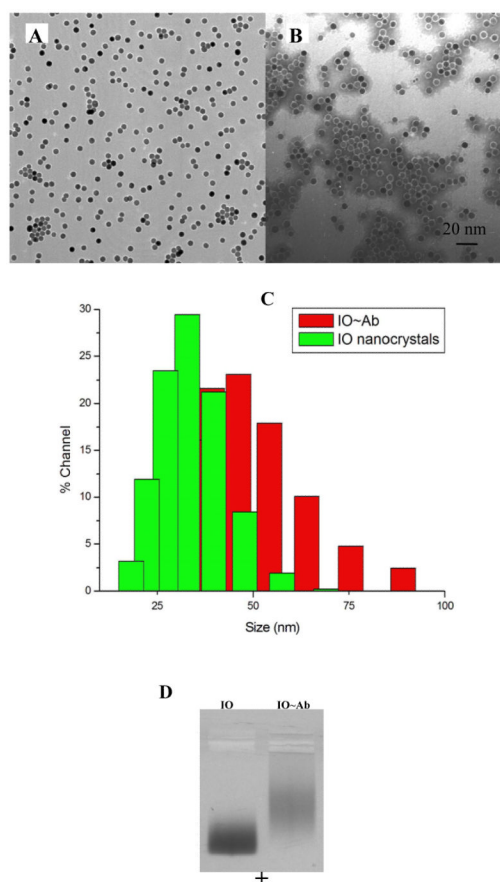 A
B
20 nm
C
IO~Ab
IO nanocrystals
30
25
20
15
10
5
0
% Channel
25
50
75
100
Size (nm)
D
IO
IO~Ab
+